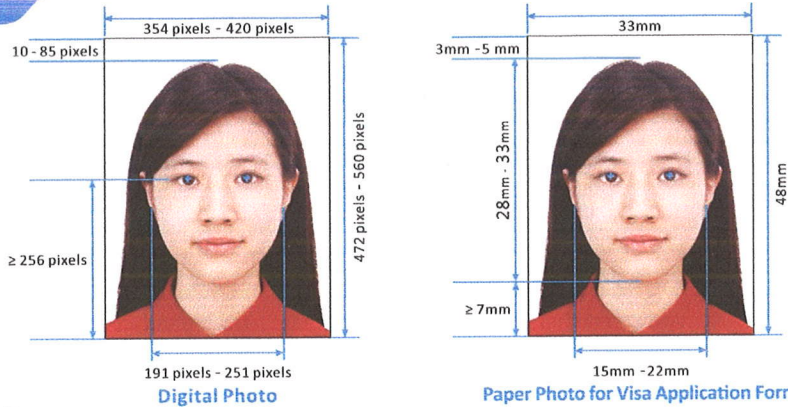 354 pixels - 420 pixels
10 - 85 pixels
472 pixels - 560 pixels
≥ 256 pixels
191 pixels - 251 pixels
Digital Photo
33mm
3mm -5 mm
28mm - 33mm
48mm
≥ 7mm
15mm -22mm
Paper Photo for Visa Application Forr